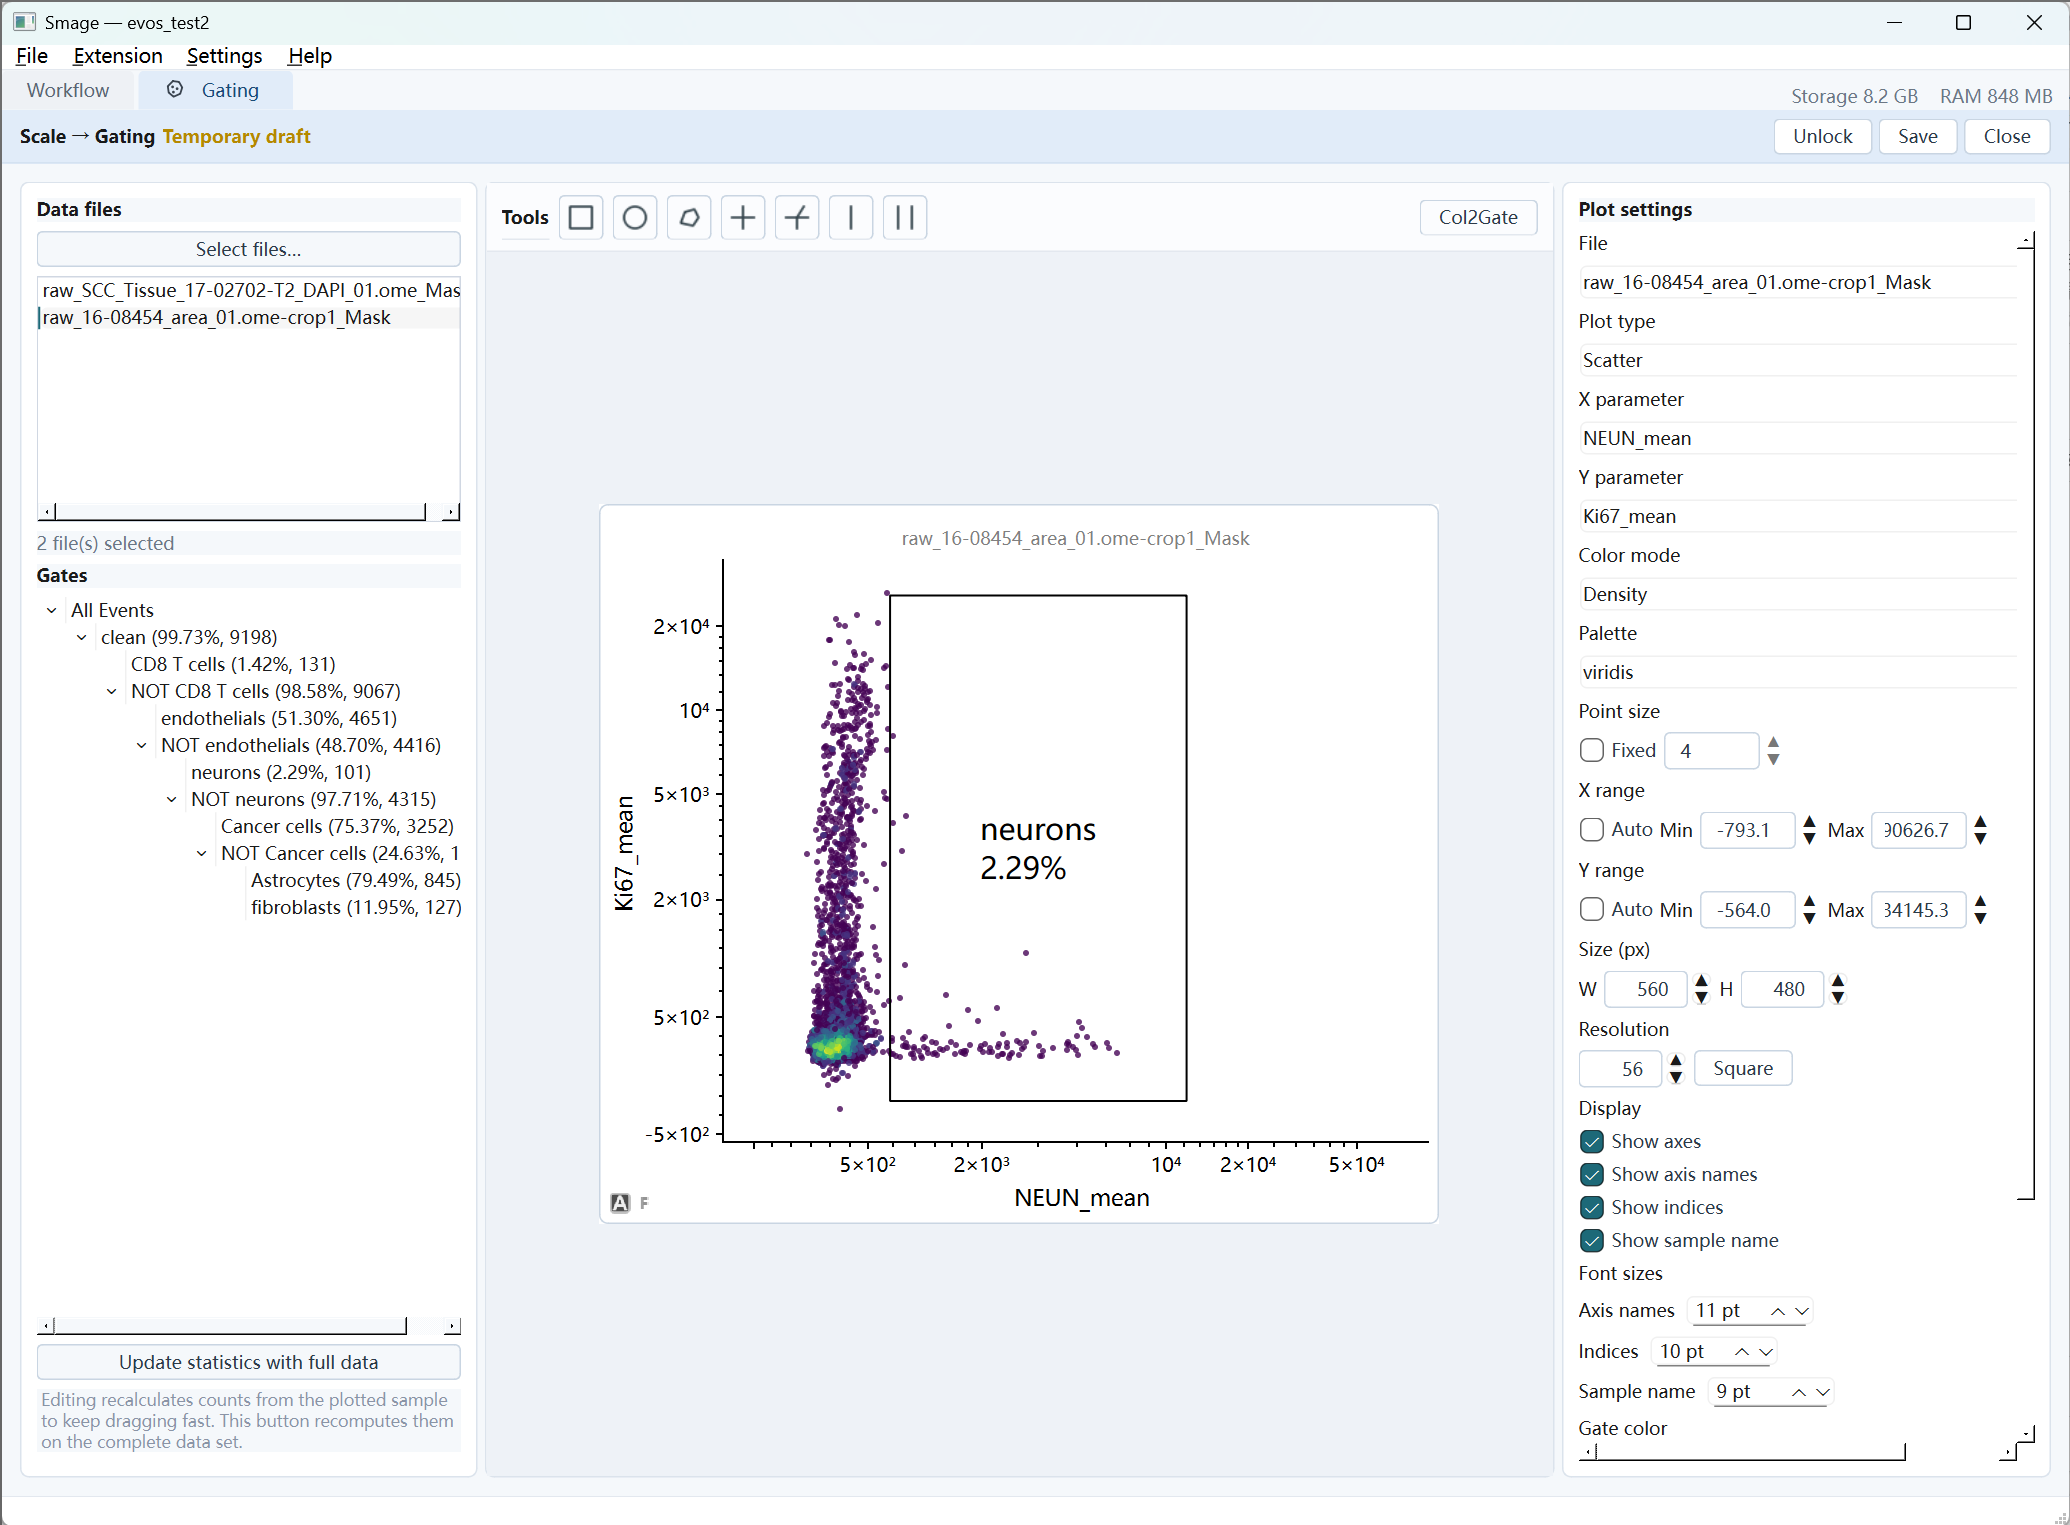 Smage — evos_test2
File Extension Settings Help
Workflow Gating
Storage 8.2 GB RAM 848 MB
Scale → Gating Temporary draft
Unlock Save Close
Data files
Select files...
raw_SCC_Tissue_17-02702-T2_DAPI_01.ome_Mas
raw_16-08454_area_01.ome-crop1_Mask
2 file(s) selected
Gates
All Events
clean (99.73%, 9198)
CD8 T cells (1.42%, 131)
NOT CD8 T cells (98.58%, 9067)
endothelials (51.30%, 4651)
NOT endothelials (48.70%, 4416)
neurons (2.29%, 101)
NOT neurons (97.71%, 4315)
Cancer cells (75.37%, 3252)
NOT Cancer cells (24.63%, 1
Astrocytes (79.49%, 845)
fibroblasts (11.95%, 127)
Update statistics with full data
Editing recalculates counts from the plotted sample
to keep dragging fast. This button recomputes them
on the complete data set.
Tools
Col2Gate
raw_16-08454_area_01.ome-crop1_Mask
2×10⁴
10⁴
5×10³
2×10³
5×10²
-5×10²
Ki67_mean
neurons
2.29%
5×10² 2×10³ 10⁴ 2×10⁴ 5×10⁴
NEUN_mean
A F
Plot settings
File
raw_16-08454_area_01.ome-crop1_Mask
Plot type
Scatter
X parameter
NEUN_mean
Y parameter
Ki67_mean
Color mode
Density
Palette
viridis
Point size
Fixed 4
X range
Auto Min -793.1 Max 90626.7
Y range
Auto Min -564.0 Max 34145.3
Size (px)
W 560 H 480
Resolution
56 Square
Display
Show axes
Show axis names
Show indices
Show sample name
Font sizes
Axis names 11 pt
Indices 10 pt
Sample name 9 pt
Gate color